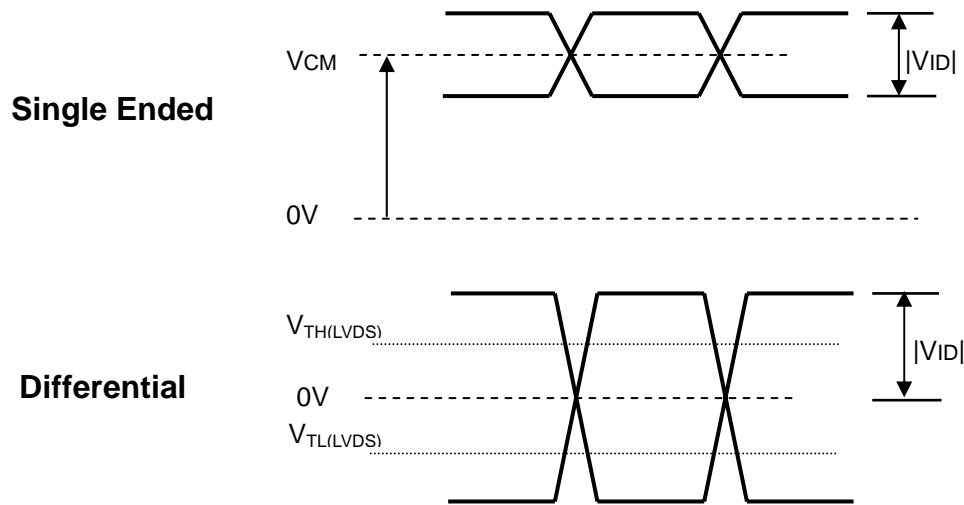 VCM
|VID|
Single Ended
0V
VTH(LVDS)
|VID|
Differential
0V
VTL(LVDS)